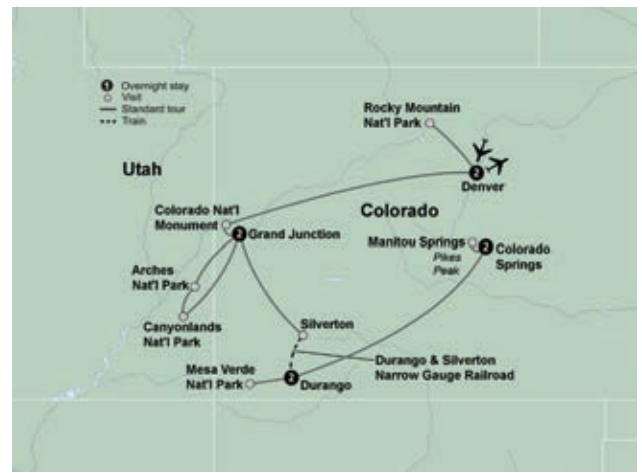 1 Overnight stay
Visit
Standard tour
Train
Rocky Mountain
Nat'l Park
Utah
2
Denver
Colorado Nat'l
Monument
Colorado
2 Grand Junction
Manitou Springs
Pikes
Peak
2 Colorado
Springs
Arches
Nat'l Park
Canyonlands
Nat'l Park
Silverton
Durango & Silverton
Narrow Gauge Railroad
Mesa Verde
Nat'l Park
2 Durango